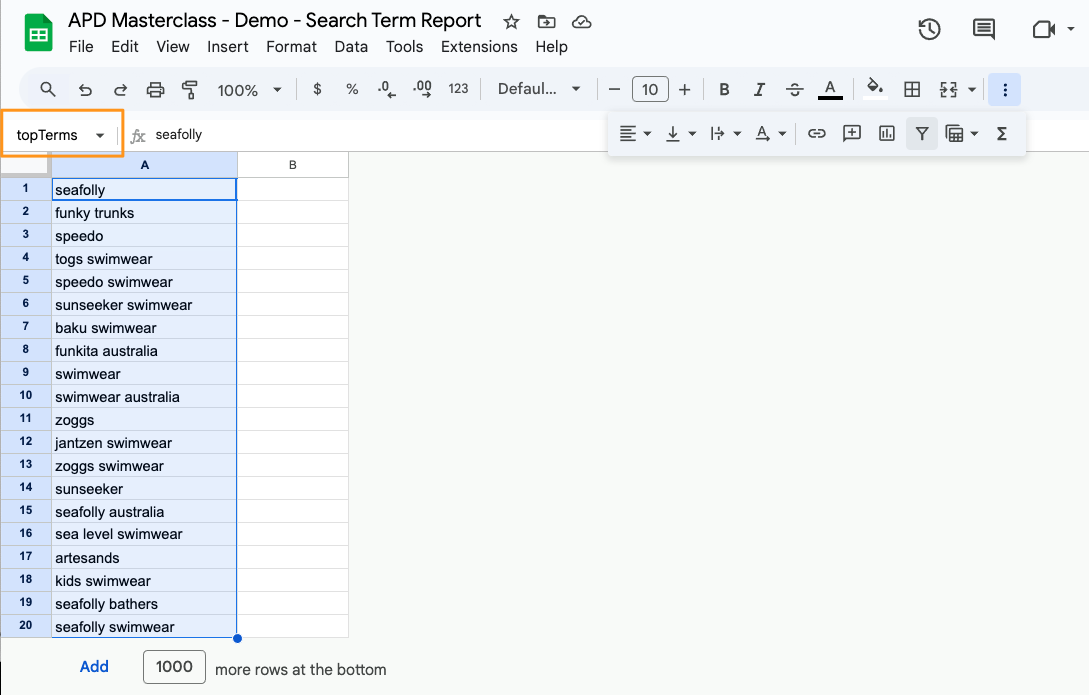 APD Masterclass - Demo - Search Term Report
File Edit View Insert Format Data Tools Extensions Help
100% $ % .0 .00 123 Defaul... 10 B I S A
topTerms fx seafolly
A B
1 seafolly
2 funky trunks
3 speedo
4 togs swimwear
5 speedo swimwear
6 sunseeker swimwear
7 baku swimwear
8 funkita australia
9 swimwear
10 swimwear australia
11 zoggs
12 jantzen swimwear
13 zoggs swimwear
14 sunseeker
15 seafolly australia
16 sea level swimwear
17 artesands
18 kids swimwear
19 seafolly bathers
20 seafolly swimwear
Add 1000 more rows at the bottom